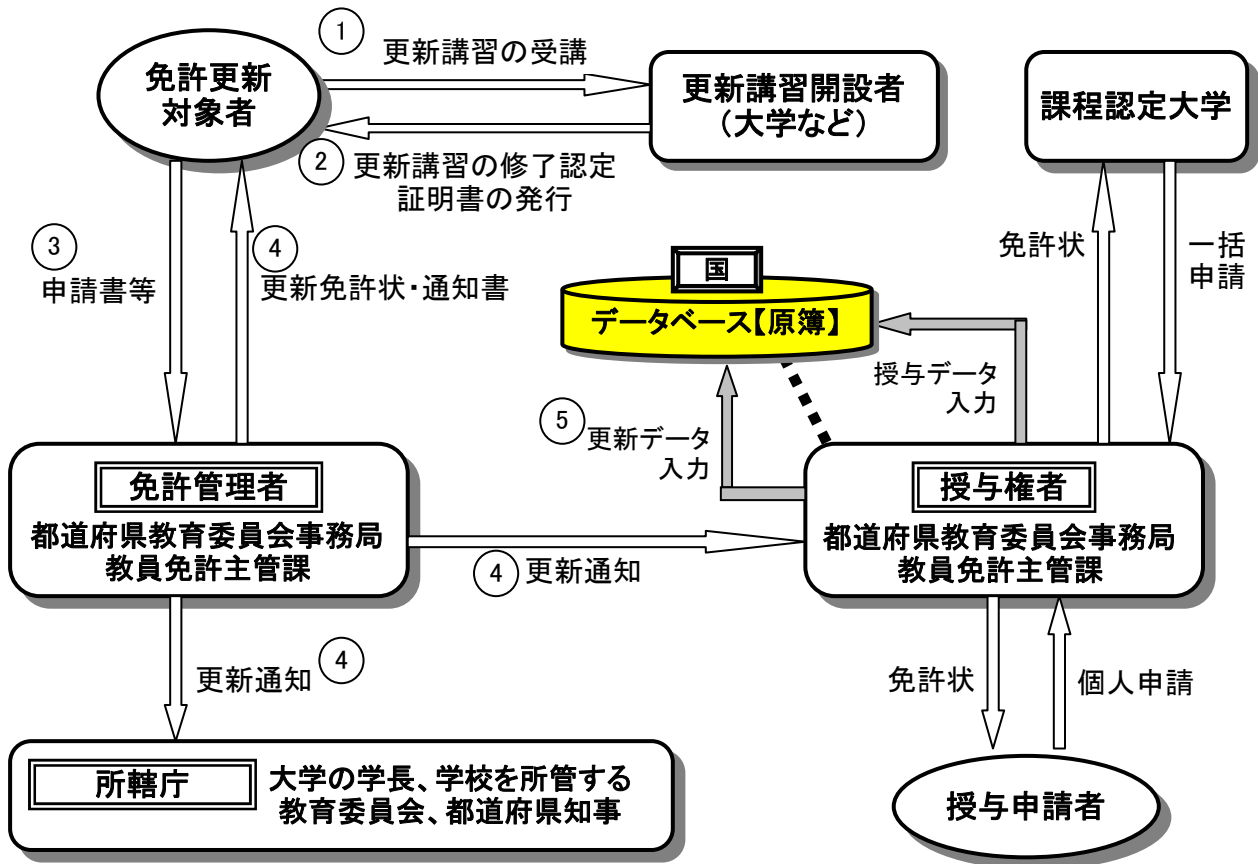 ①
更新講習の受講
免許更新
対象者
更新講習開設者
（大学など）
課程認定大学
②
更新講習の修了認定
証明書の発行
③
申請書等
④
更新免許状・通知書
国
データベース【原簿】
免許状
一括
申請
授与データ
入力
⑤
更新データ
入力
免許管理者
都道府県教育委員会事務局
教員免許主管課
④
更新通知
授与権者
都道府県教育委員会事務局
教員免許主管課
更新通知
④
免許状
個人申請
所轄庁
大学の学長、学校を所管する
教育委員会、都道府県知事
授与申請者